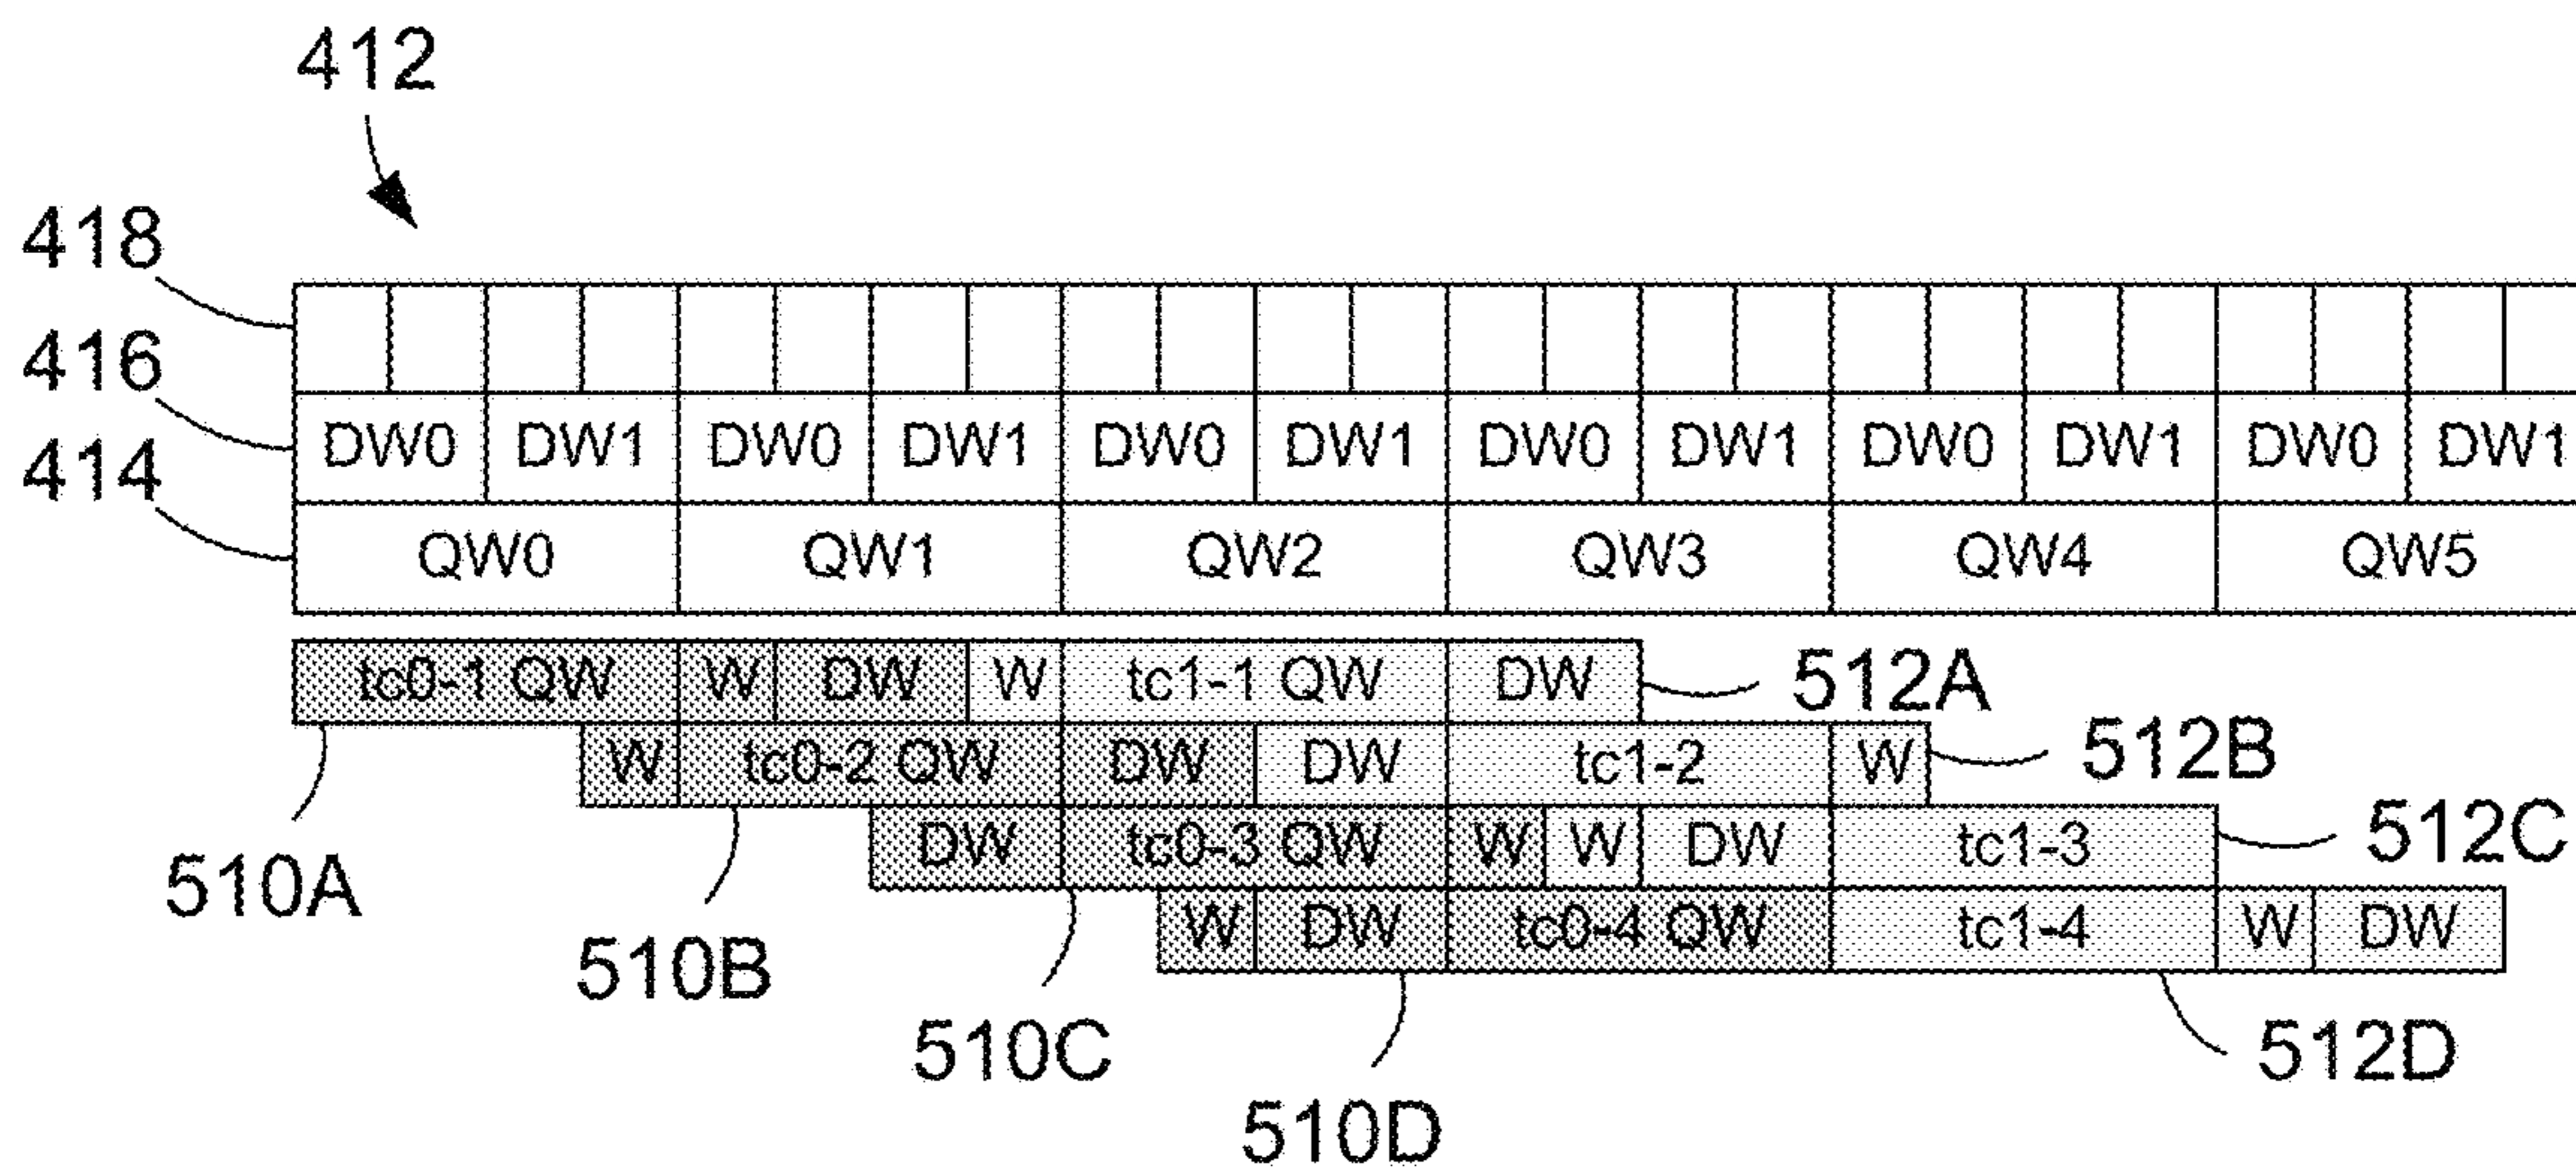 412
418
416
414
DW0 DW1 DW0 DW1 DW0 DW1 DW0 DW1 DW0 DW1 DW0 DW1
QW0 QW1 QW2 QW3 QW4 QW5
tc0-1 QW W DW W tc1-1 QW DW 512A
W tc0-2 QW DW DW tc1-2 W 512B
DW tc0-3 QW W W DW tc1-3 512C
W DW tc0-4 QW tc1-4 W DW
510A
510B
510C
512D
510D